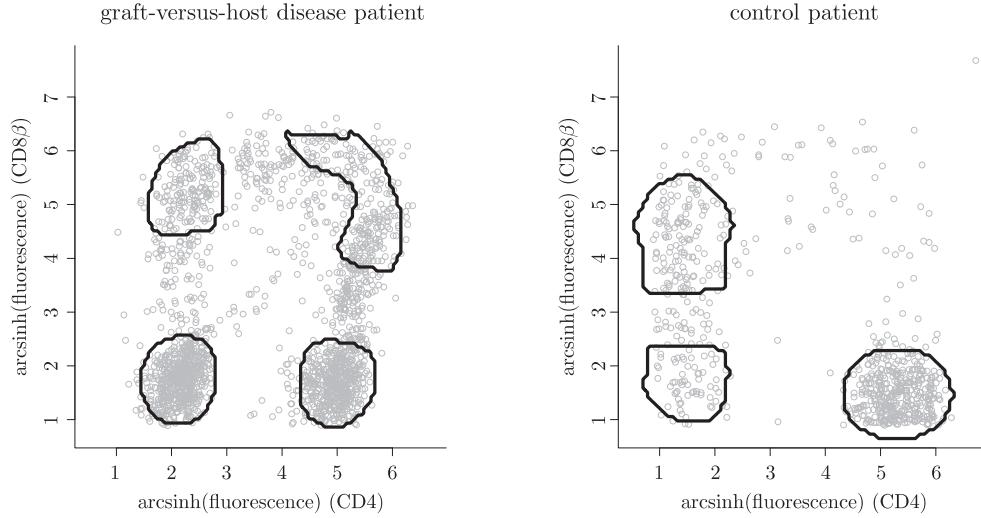 graft-versus-host disease patient
control patient
arcsinh(fluorescence) (CD8β)
7
6
5
4
3
2
1
1 2 3 4 5 6
arcsinh(fluorescence) (CD4)
arcsinh(fluorescence) (CD8β)
7
6
5
4
3
2
1
1 2 3 4 5 6
arcsinh(fluorescence) (CD4)